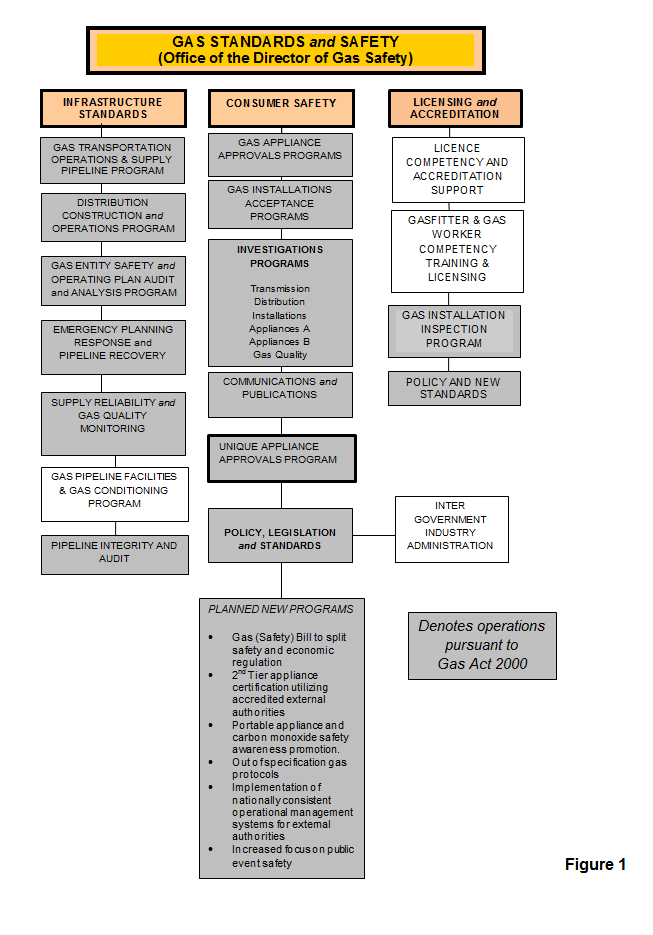 GAS STANDARDS and SAFETY
(Office of the Director of Gas Safety)
INFRASTRUCTURE
STANDARDS
GAS TRANSPORTATION
OPERATIONS & SUPPLY
PIPELINE PROGRAM
DISTRIBUTION
CONSTRUCTION and
OPERATIONS PROGRAM
GAS ENTITY SAFETY and
OPERATING PLAN AUDIT
and ANALYSIS PROGRAM
EMERGENCY PLANNING
RESPONSE and
PIPELINE RECOVERY
SUPPLY RELIABILITY and
GAS QUALITY
MONITORING
GAS PIPELINE FACILITIES
& GAS CONDITIONING
PROGRAM
PIPELINE INTEGRITY AND
AUDIT
CONSUMER SAFETY
GAS APPLIANCE
APPROVALS PROGRAMS
GAS INSTALLATIONS
ACCEPTANCE
PROGRAMS
INVESTIGATIONS
PROGRAMS
Transmission
Distribution
Installations
Appliances A
Appliances B
Gas Quality
COMMUNICATIONS and
PUBLICATIONS
UNIQUE APPLIANCE
APPROVALS PROGRAM
POLICY, LEGISLATION
and STANDARDS
INTER
GOVERNMENT
INDUSTRY
ADMINISTRATION
PLANNED NEW PROGRAMS
• Gas (Safety) Bill to split
safety and economic
regulation
• 2nd Tier appliance
certification utilizing
accredited external
authorities
• Portable appliance and
carbon monoxide safety
awareness promotion.
• Out of specification gas
protocols
• Implementation of
nationally consistent
operational management
systems for external
authorities
• Increased focus on public
event safety
LICENSING and
ACCREDITATION
LICENCE
COMPETENCY AND
ACCREDITATION
SUPPORT
GASFITTER & GAS
WORKER
COMPETENCY
TRAINING &
LICENSING
GAS INSTALLATION
INSPECTION
PROGRAM
POLICY AND NEW
STANDARDS
Denotes operations
pursuant to
Gas Act 2000
Figure 1